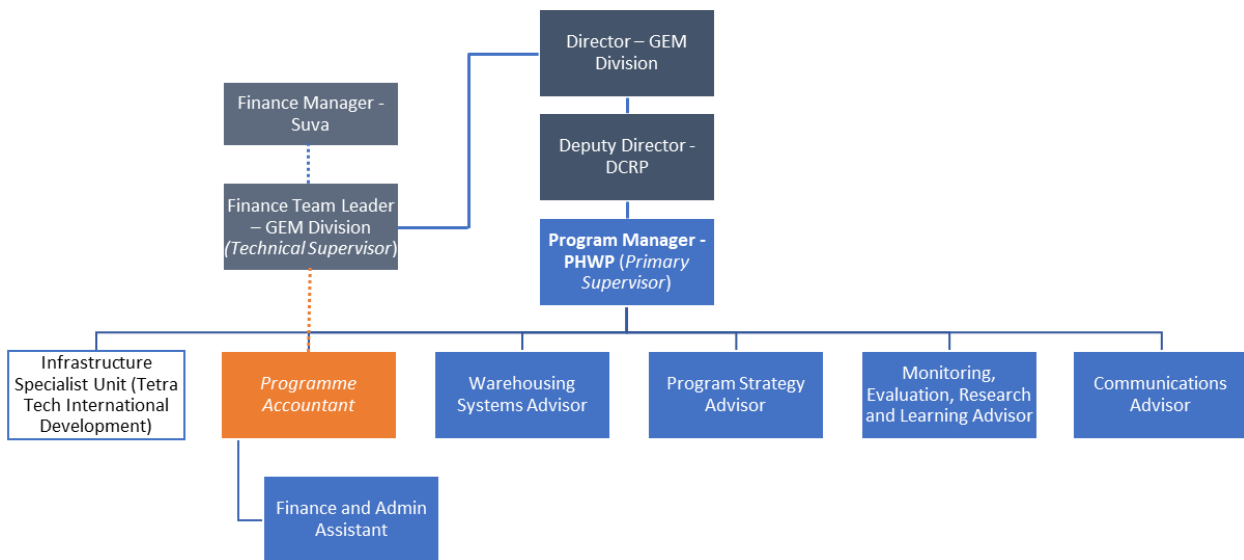 Director – GEM
Division
Finance Manager -
Suva
Deputy Director -
DCRP
Finance Team Leader
– GEM Division
(Technical Supervisor)
Program Manager -
PHWP (Primary
Supervisor)
Infrastructure
Specialist Unit (Tetra
Tech International
Development)
Programme
Accountant
Warehousing
Systems Advisor
Program Strategy
Advisor
Monitoring,
Evaluation, Research
and Learning Advisor
Communications
Advisor
Finance and Admin
Assistant